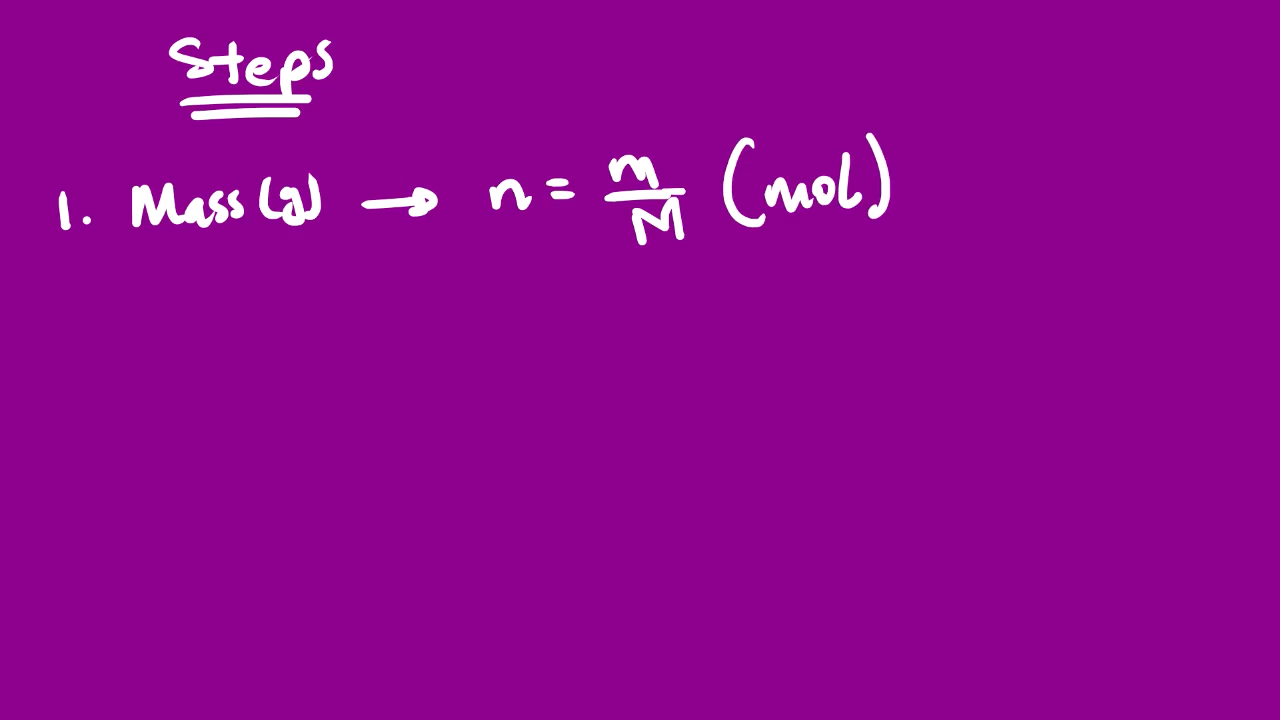 Steps
1. Mass (g) → n = m/M (mol)